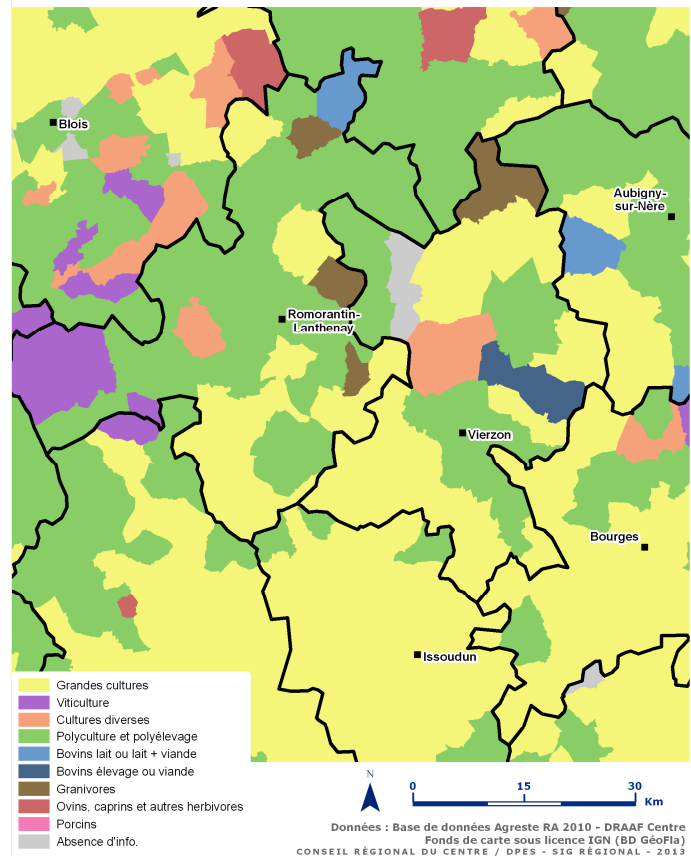 Blois
Aubigny-
sur-Nère
Romorantin-
Lanthenay
Vierzon
Bourges
Issoudun
Grandes cultures
Viticulture
Cultures diverses
Polyculture et polyélevage
Bovins lait ou lait + viande
Bovins élevage ou viande
Granivores
Ovins, caprins et autres herbivores
Porcins
Absence d'info.
N
0 15 30
Km
Données : Base de données Agreste RA 2010 - DRAAF Centre
Fonds de carte sous licence IGN (BD GéoFla)
CONSEIL RÉGIONAL DU CENTRE / DPES - SIG RÉGIONAL - 2013